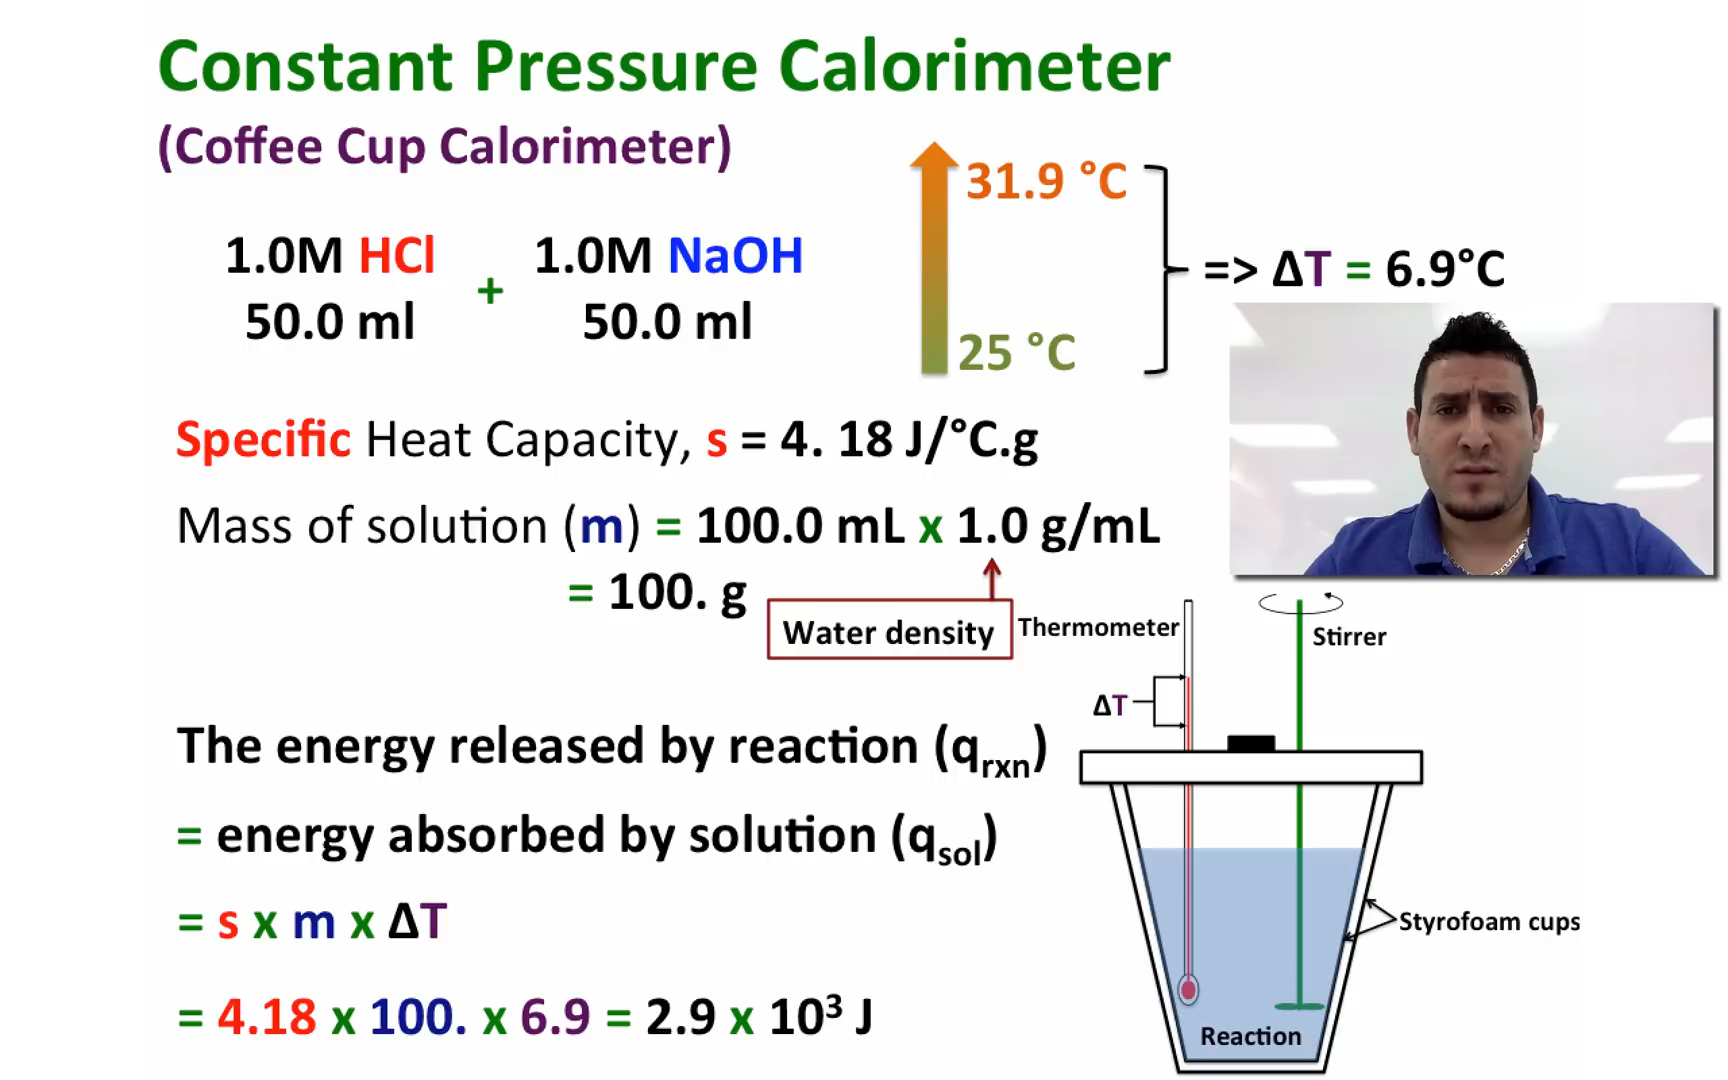 Constant Pressure Calorimeter
(Coffee Cup Calorimeter)
31.9 °C
1.0M HCl + 1.0M NaOH
50.0 ml 50.0 ml
=> ΔT = 6.9°C
25 °C
Specific Heat Capacity, s = 4. 18 J/°C.g
Mass of solution (m) = 100.0 mL x 1.0 g/mL
= 100. g
Water density
Thermometer
Stirrer
ΔT
The energy released by reaction (qrxn)
= energy absorbed by solution (qsol)
= s x m x ΔT
= 4.18 x 100. x 6.9 = 2.9 x 10³ J
Styrofoam cups
Reaction